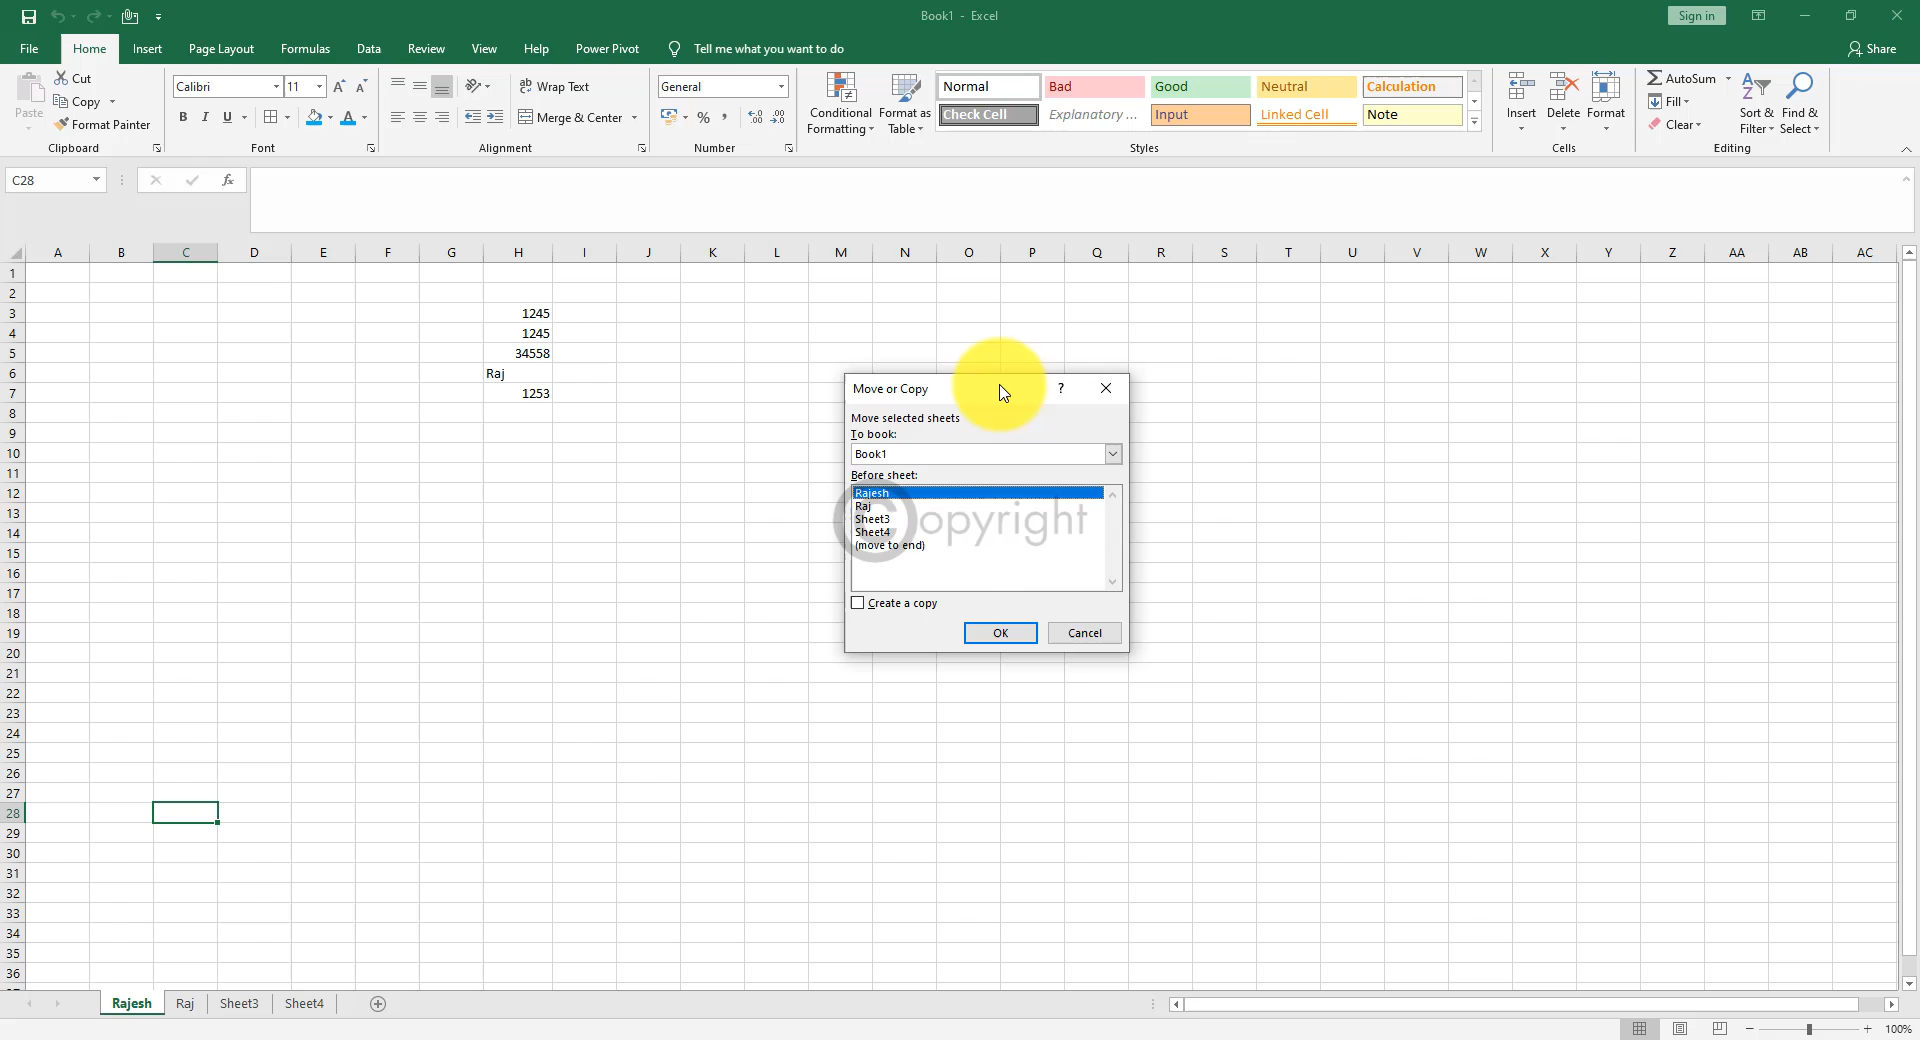 Book1 - Excel
Sign in
File Home Insert Page Layout Formulas Data Review View Help Power Pivot Tell me what you want to do Share
Paste
Cut
Copy
Format Painter
Clipboard
Calibri 11
B I U
Font
Wrap Text
Merge & Center
Alignment
General
%
Number
Conditional Formatting
Format as Table
Normal Bad Good Neutral Calculation
Check Cell Explanatory ... Input Linked Cell Note
Styles
Insert Delete Format
Cells
AutoSum
Fill
Clear
Sort & Filter
Find & Select
Editing
C28
fx
A B C D E F G H I J K L M N O P Q R S T U V W X Y Z AA AB AC
1
2
3 1245
4 1245
5 34558
6 Raj
7 1253
8
9
10
11
12
13
14
15
16
17
18
19
20
21
22
23
24
25
26
27
28
29
30
31
32
33
34
35
36
Move or Copy ?
Move selected sheets
To book:
Book1
Before sheet:
Rajesh
Raj
Sheet3
Sheet4
(move to end)
©opyright
Create a copy
OK Cancel
Rajesh Raj Sheet3 Sheet4
100%